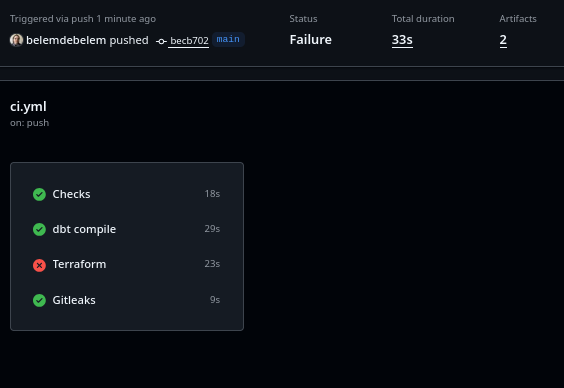 Triggered via push 1 minute ago
belemdebelem pushed becb702 main
Status
Failure
Total duration
33s
Artifacts
2
ci.yml
on: push
Checks 18s
dbt compile 29s
Terraform 23s
Gitleaks 9s